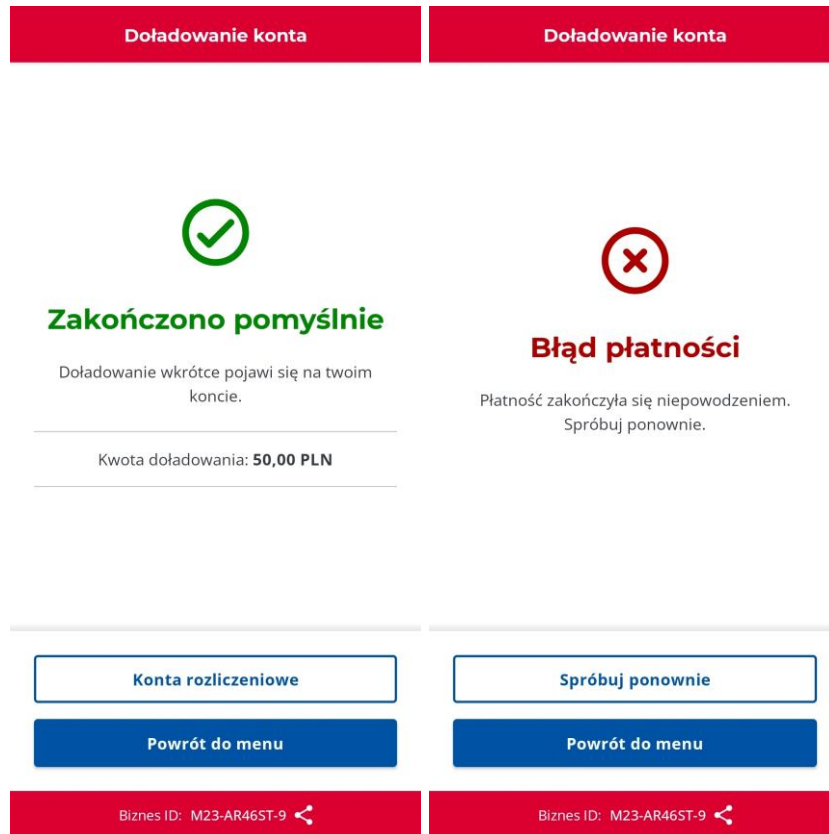 Doładowanie konta
Zakończono pomyślnie
Doładowanie wkrótce pojawi się na twoim
koncie.
Kwota doładowania: 50,00 PLN
Konta rozliczeniowe
Powrót do menu
Biznes ID: M23-AR46ST-9
Doładowanie konta
Błąd płatności
Płatność zakończyła się niepowodzeniem.
Spróbuj ponownie.
Spróbuj ponownie
Powrót do menu
Biznes ID: M23-AR46ST-9